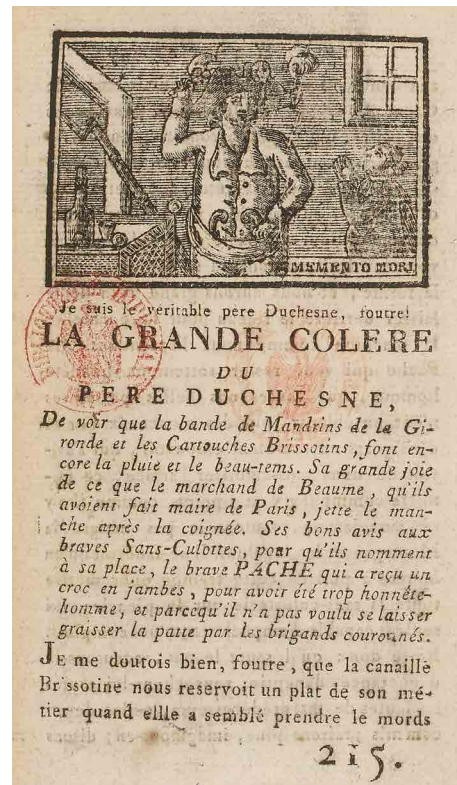 MEMENTO MORI
Je suis le veritable pere Duchesne, foutre!
LA GRANDE COLERE
DU
PERE DUCHESNE,
De voir que la bande de Mandrins de la Gi-
ronde et les Cartouches Brissotins, font en-
core la pluie et le beau-tems. Sa grande joie
de ce que le marchand de Beaume, qu'ils
avoient fait maire de Paris, jette le man-
che après la coignée. Ses bons avis aux
braves Sans-Culottes, pour qu'ils nomment
à sa place, le brave PACHE qui a reçu un
croc en jambes, pour avoir été trop honnête-
homme, et parcequ'il n'a pas voulu se laisser
graisser la patte par les brigands couronnés.
JE me doutois bien, foutre, que la canaille
Brissotine nous reservoit un plat de son mé-
tier quand ellle a semblé prendre le mords
215.